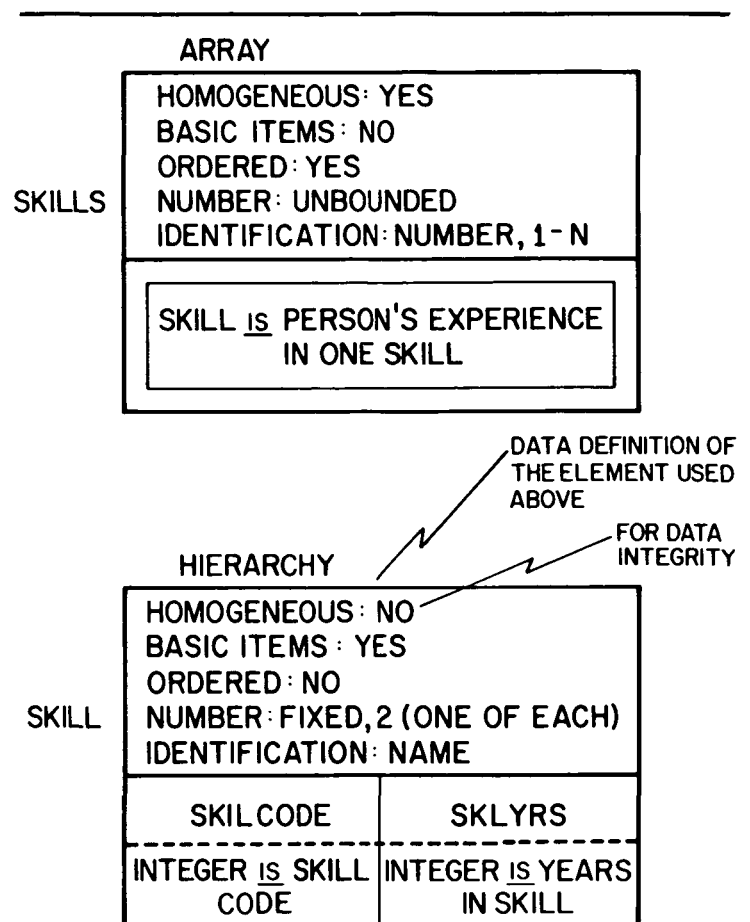 ARRAY
HOMOGENEOUS: YES
BASIC ITEMS: NO
ORDERED: YES
NUMBER: UNBOUNDED
IDENTIFICATION: NUMBER, 1-N
SKILLS
SKILL IS PERSON'S EXPERIENCE
IN ONE SKILL
DATA DEFINITION OF
THE ELEMENT USED
ABOVE
FOR DATA
INTEGRITY
HIERARCHY
HOMOGENEOUS: NO
BASIC ITEMS: YES
ORDERED: NO
NUMBER: FIXED, 2 (ONE OF EACH)
IDENTIFICATION: NAME
SKILL
SKILCODE
SKLYRS
INTEGER IS SKILL
CODE
INTEGER IS YEARS
IN SKILL